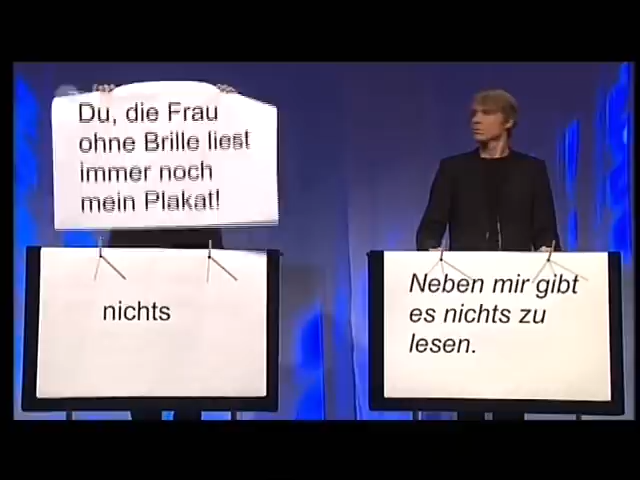 Du, die Frau
ohne Brille liest
immer noch
mein Plakat!
nichts
Neben mir gibt
es nichts zu
lesen.